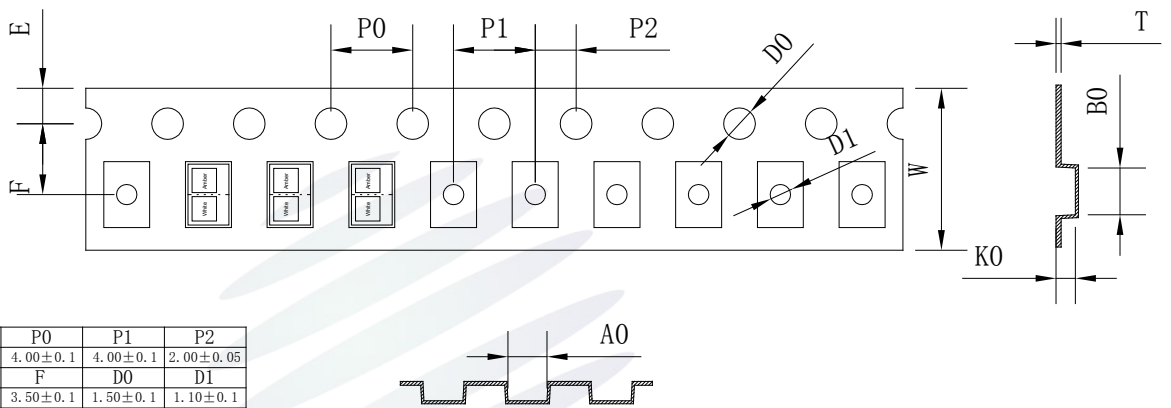 E
P0
P1
P2
D0
T
B0
D1
F
W
K0
Amber
White
Amber
White
Amber
White
A0
P0 P1 P2
4.00±0.1 4.00±0.1 2.00±0.05
F D0 D1
3.50±0.1 1.50±0.1 1.10±0.1